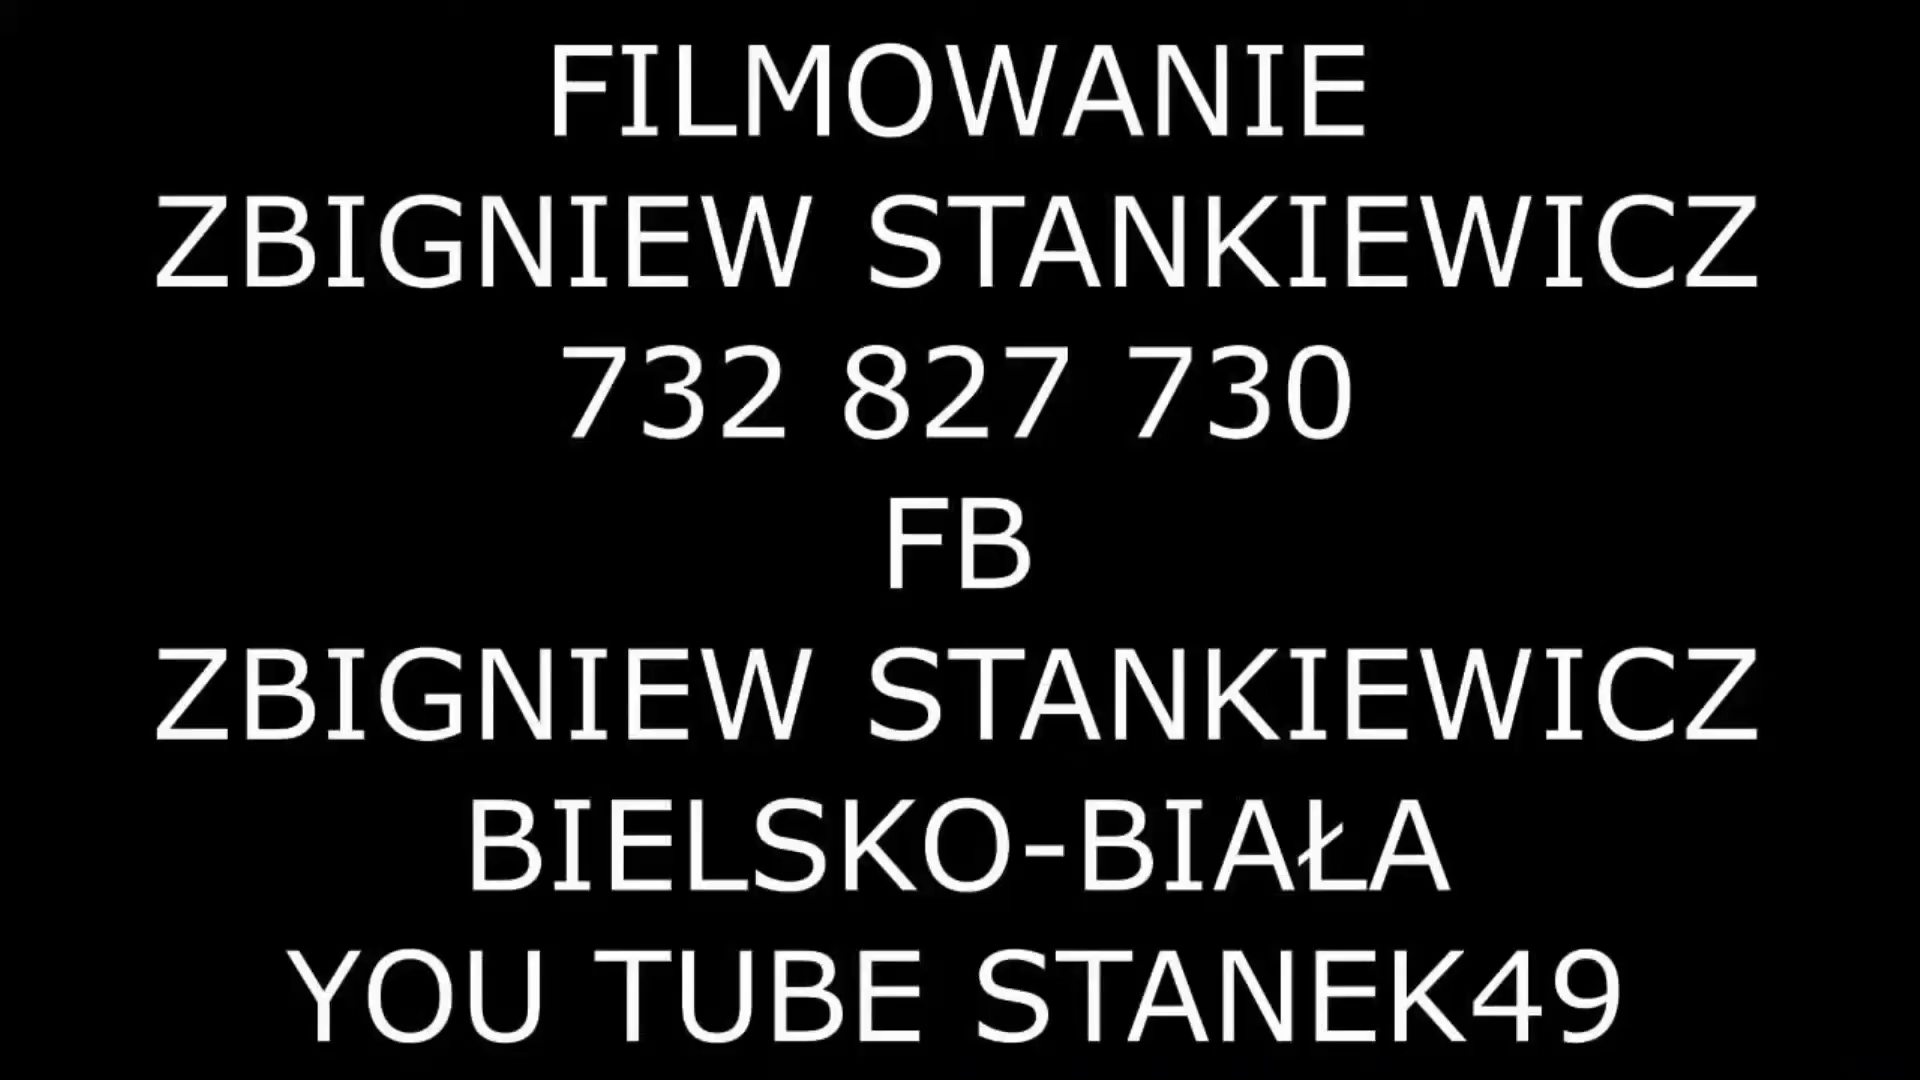 FILMOWANIE
ZBIGNIEW STANKIEWICZ
732 827 730
FB
ZBIGNIEW STANKIEWICZ
BIELSKO-BIAŁA
YOU TUBE STANEK49